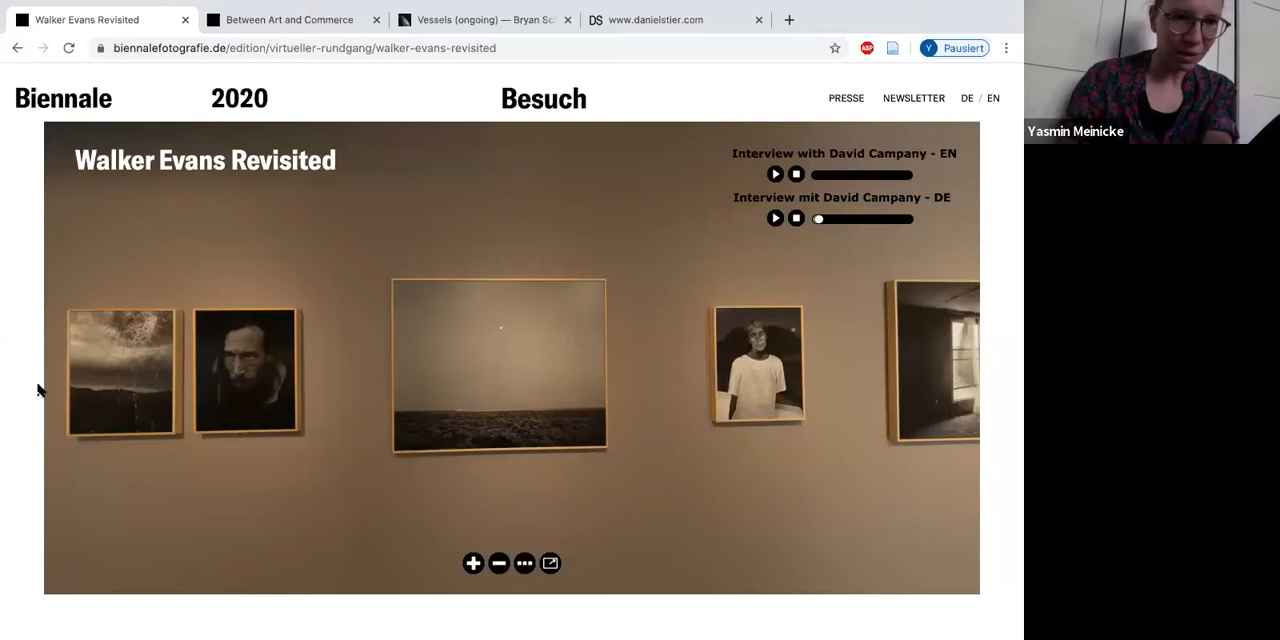 Walker Evans Revisited
Between Art and Commerce
Vessels (ongoing) — Bryan Sc
DS www.danielstier.com
biennalefotografie.de/edition/virtueller-rundgang/walker-evans-revisited
ABP
Y Pausiert
Biennale 2020 Besuch
PRESSE NEWSLETTER DE / EN
Walker Evans Revisited
Interview with David Campany - EN
Interview mit David Campany - DE
Yasmin Meinicke